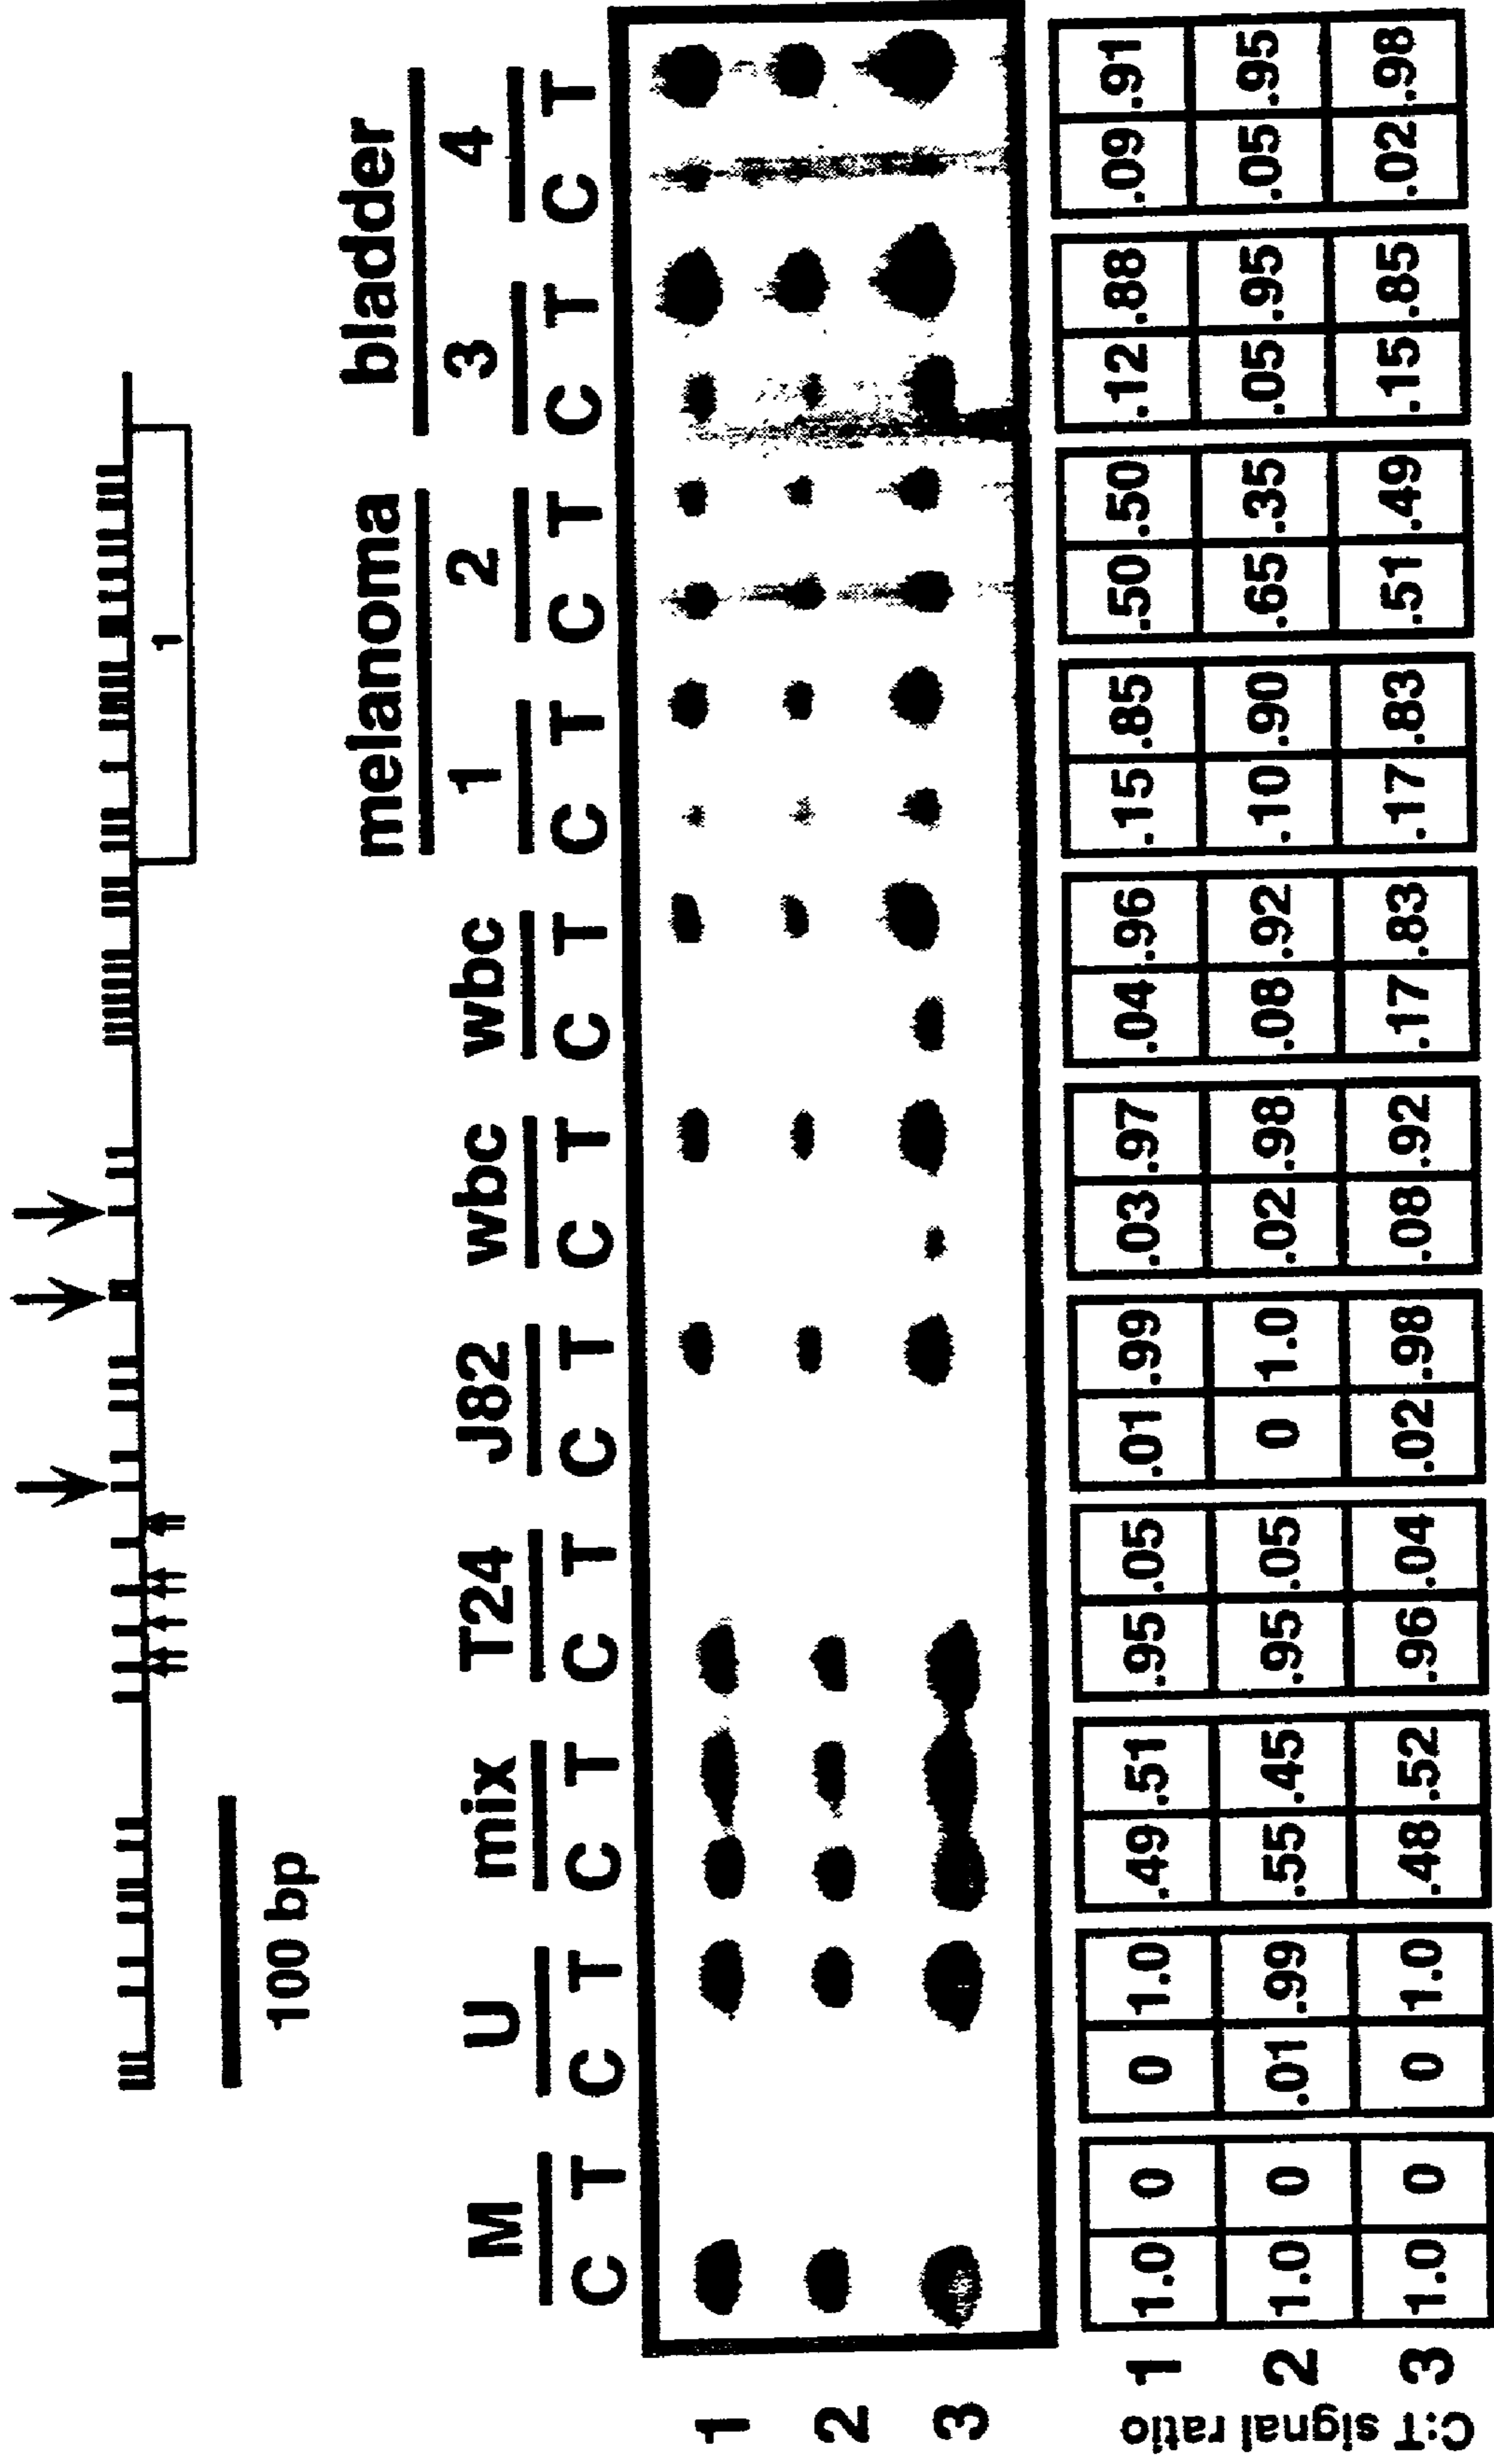 1
100 bp
melanoma bladder
M U mix T24 J82 wbc wbc 1 2 3 4
C T C T C T C T C T C T C T C T C T C T C T
1
2
3
1 1.0 0 0 1.0 .49 .51 .95 .05 .01 .99 .03 .97 .04 .96 .15 .85 .50 .50 .12 .88 .09 .91
2 1.0 0 .01 .99 .55 .45 .95 .05 0 1.0 .02 .98 .08 .92 .10 .90 .65 .35 .05 .95 .05 .95
3 1.0 0 0 1.0 .48 .52 .96 .04 .02 .98 .08 .92 .17 .83 .17 .83 .51 .49 .15 .85 .02 .98
C:T signal ratio